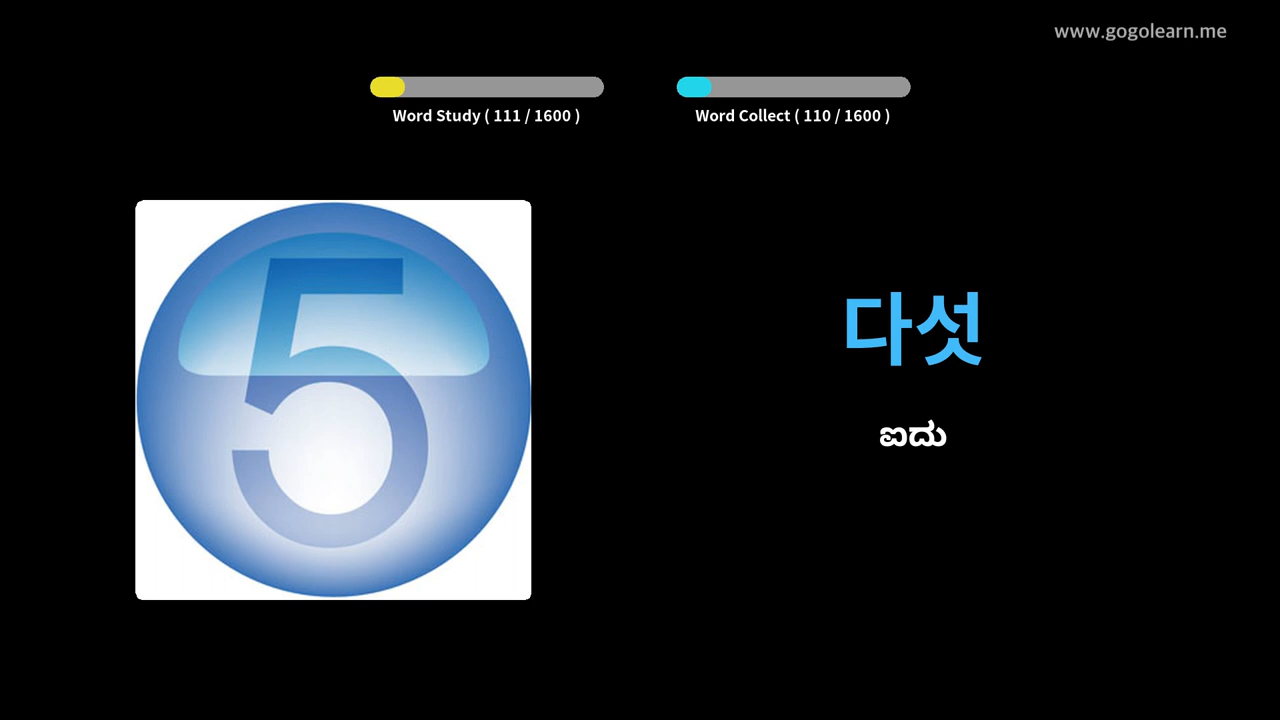 www.gogolearn.me
Word Study ( 111 / 1600 )
Word Collect ( 110 / 1600 )
5
다섯
ಐದು